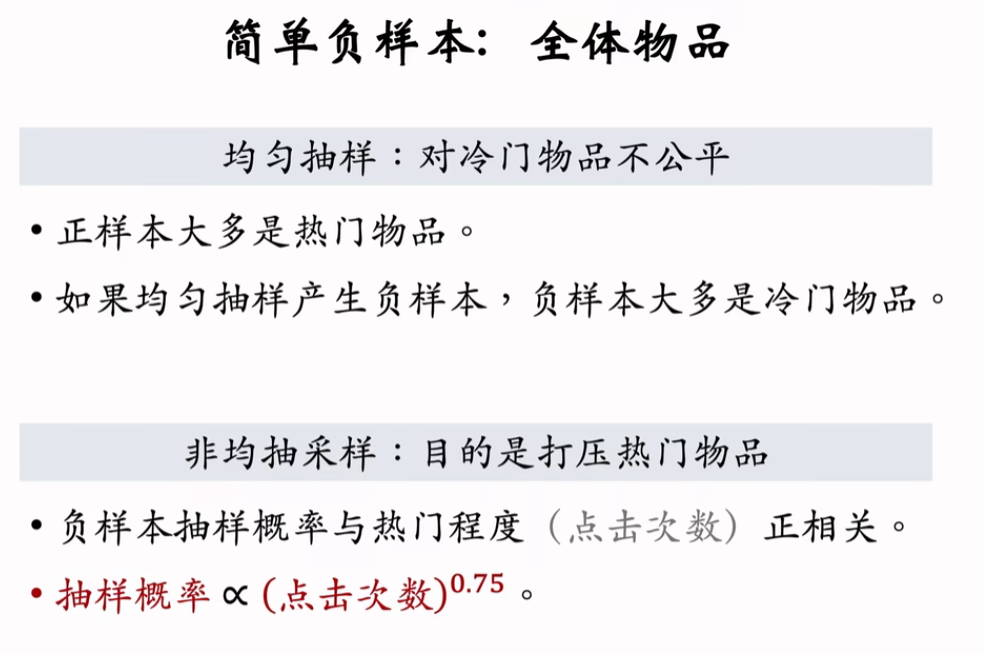 简单负样本：全体物品
均匀抽样：对冷门物品不公平
• 正样本大多是热门物品。
• 如果均匀抽样产生负样本，负样本大多是冷门物品。
非均抽采样：目的是打压热门物品
• 负样本抽样概率与热门程度（点击次数）正相关。
• 抽样概率 ∝ (点击次数)^0.75 。